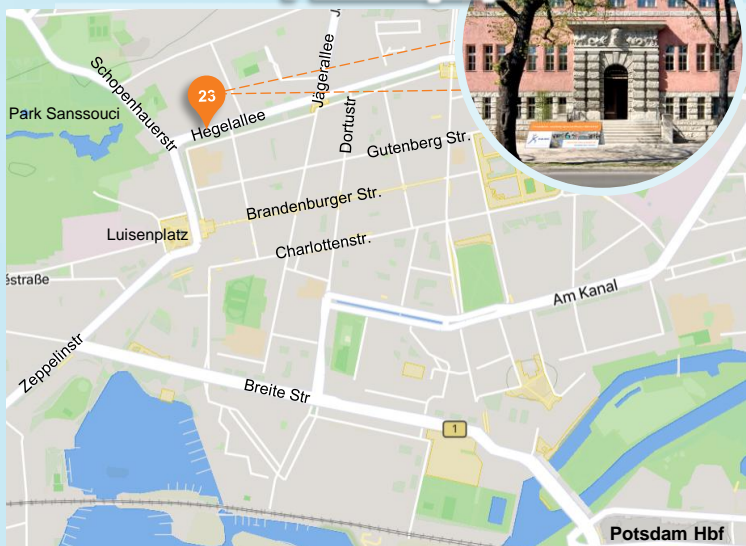 J
Schopenhauerstr
Jägerallee
Park Sanssouci
23
Hegelallee
Dortustr
Gutenberg Str.
Brandenburger Str.
Luisenplatz
Charlottenstr.
éstraße
Am Kanal
Zeppelinstr
Breite Str
1
Potsdam Hbf